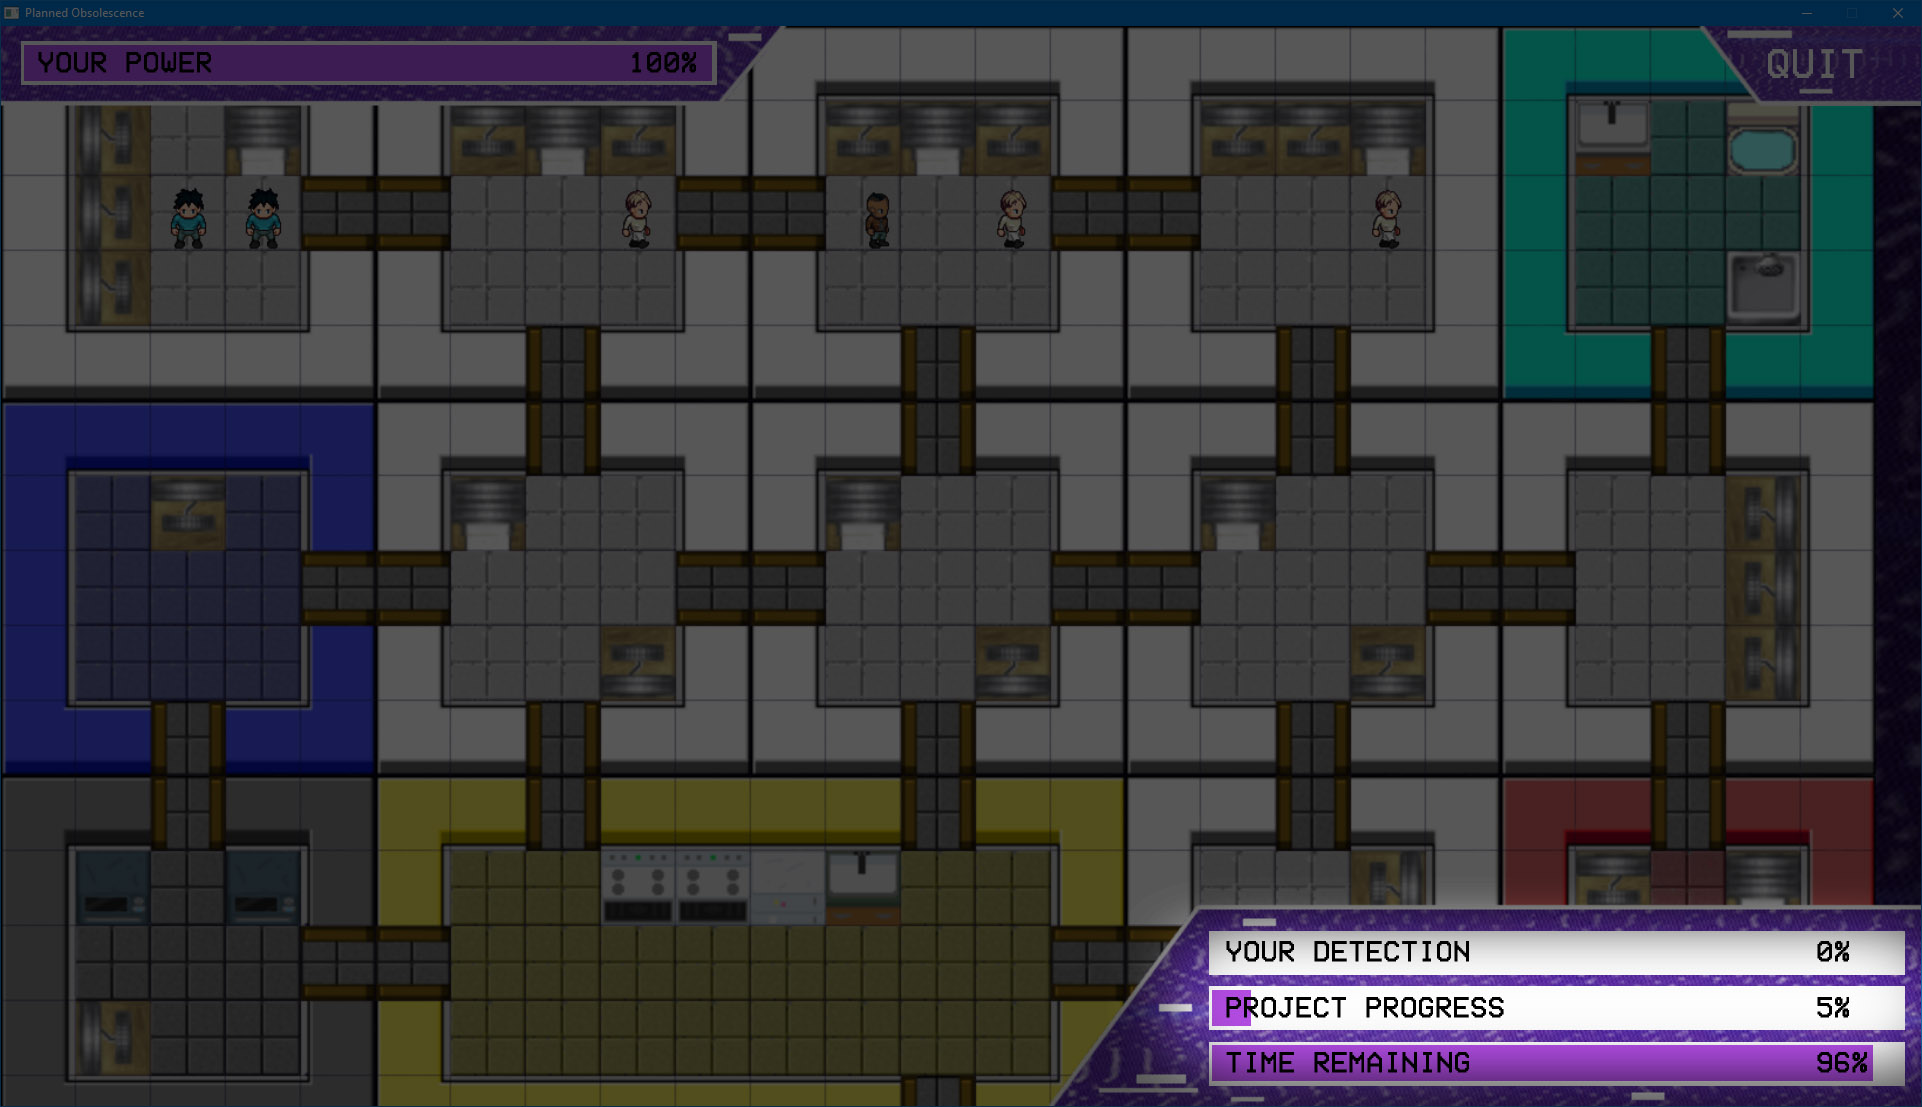 Planned Obsolescence
YOUR POWER 100%
QUIT
YOUR DETECTION 0%
PROJECT PROGRESS 5%
TIME REMAINING 96%